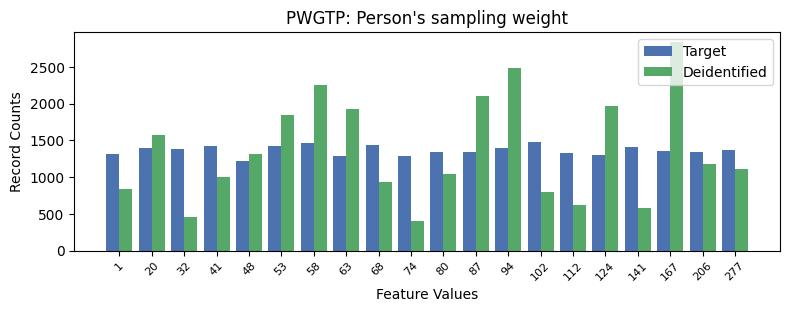 PWGTP: Person's sampling weight
Target
Deidentified
Record Counts
2500
2000
1500
1000
500
0
1 20 32 41 48 53 58 63 68 74 80 87 94 102 112 124 141 167 206 277
Feature Values